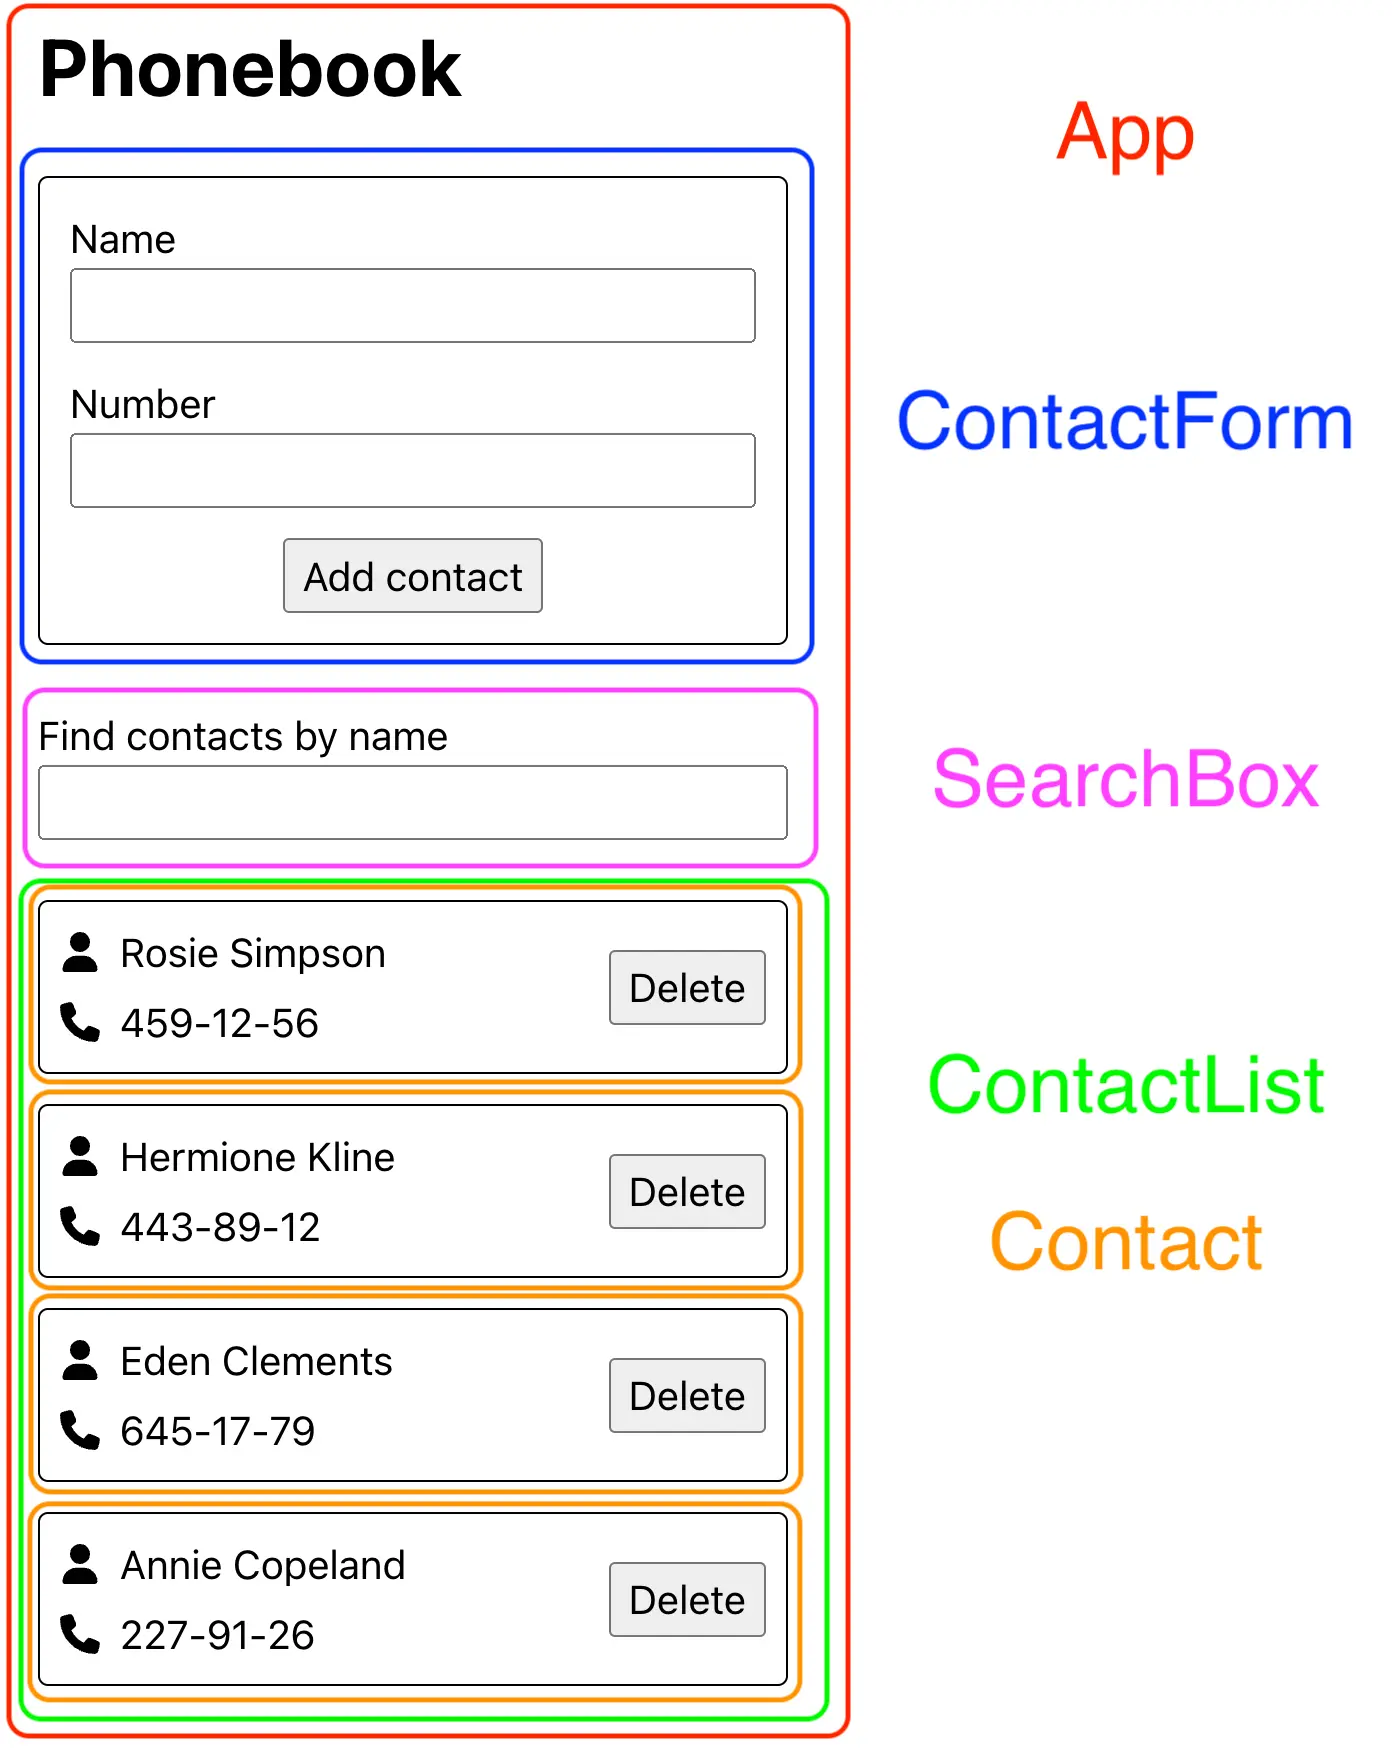 Phonebook
App
Name
Number
ContactForm
Add contact
Find contacts by name
SearchBox
Rosie Simpson
459-12-56
Delete
ContactList
Hermione Kline
443-89-12
Delete
Contact
Eden Clements
645-17-79
Delete
Annie Copeland
227-91-26
Delete